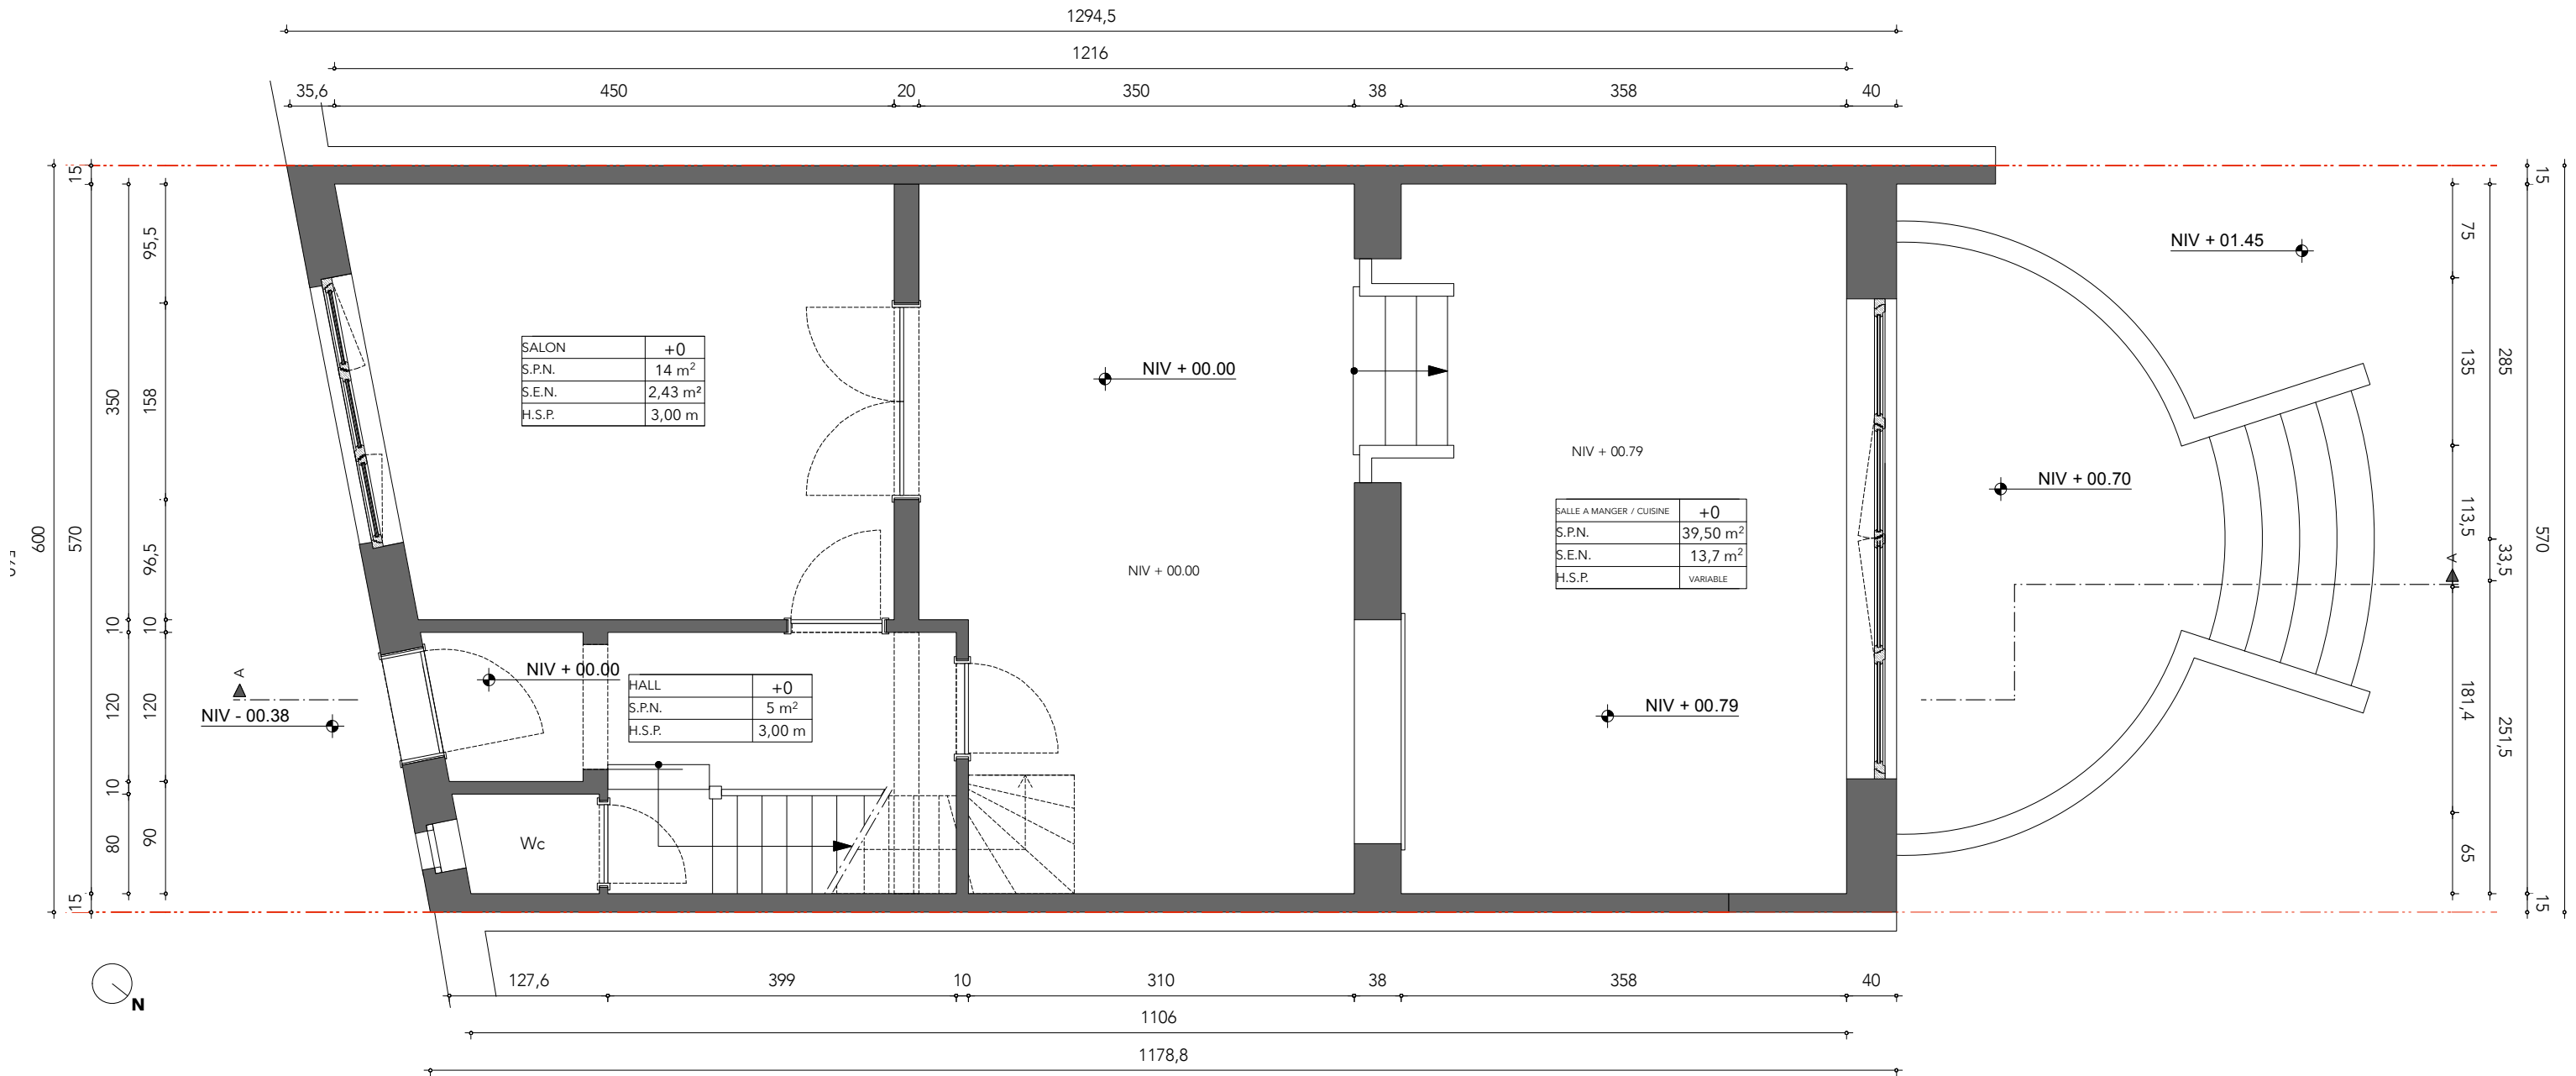 1294,5
1216
35,6 450 20 350 38 358 40
15
15
95,5
75
NIV + 01.45
SALON +0
S.P.N. 14 m²
S.E.N. 2,43 m²
H.S.P. 3,00 m
NIV + 00.00
350
158
135
285
NIV + 00.79
NIV + 00.70
SALLE A MANGER / CUISINE +0
S.P.N. 39,50 m²
S.E.N. 13,7 m²
H.S.P. VARIABLE
600
570
96,5
113,5
33,5
570
A
NIV + 00.00
10
10
NIV + 00.00
A
HALL +0
S.P.N. 5 m²
H.S.P. 3,00 m
NIV - 00.38
NIV + 00.79
120
120
181,4
251,5
10
80
90
Wc
65
15
15
N
127,6 399 10 310 38 358 40
1106
1178,8